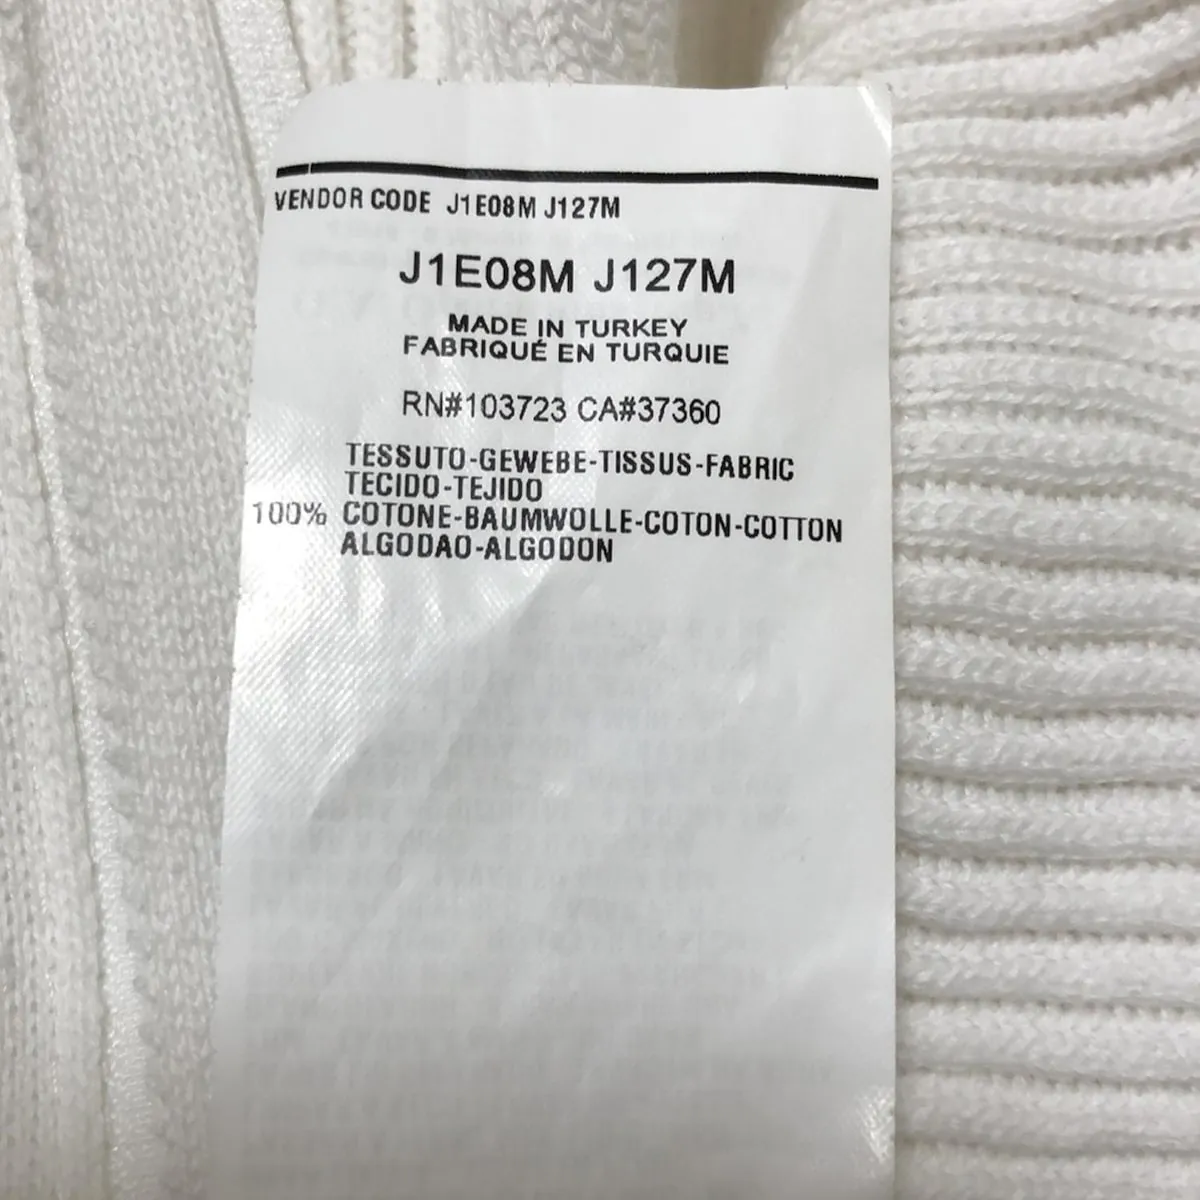 VENDOR CODE J1E08M J127M
J1E08M J127M
MADE IN TURKEY
FABRIQUÉ EN TURQUIE
RN#103723 CA#37360
TESSUTO-GEWEBE-TISSUS-FABRIC
TECIDO-TEJIDO
100% COTONE-BAUMWOLLE-COTON-COTTON
ALGODAO-ALGODON